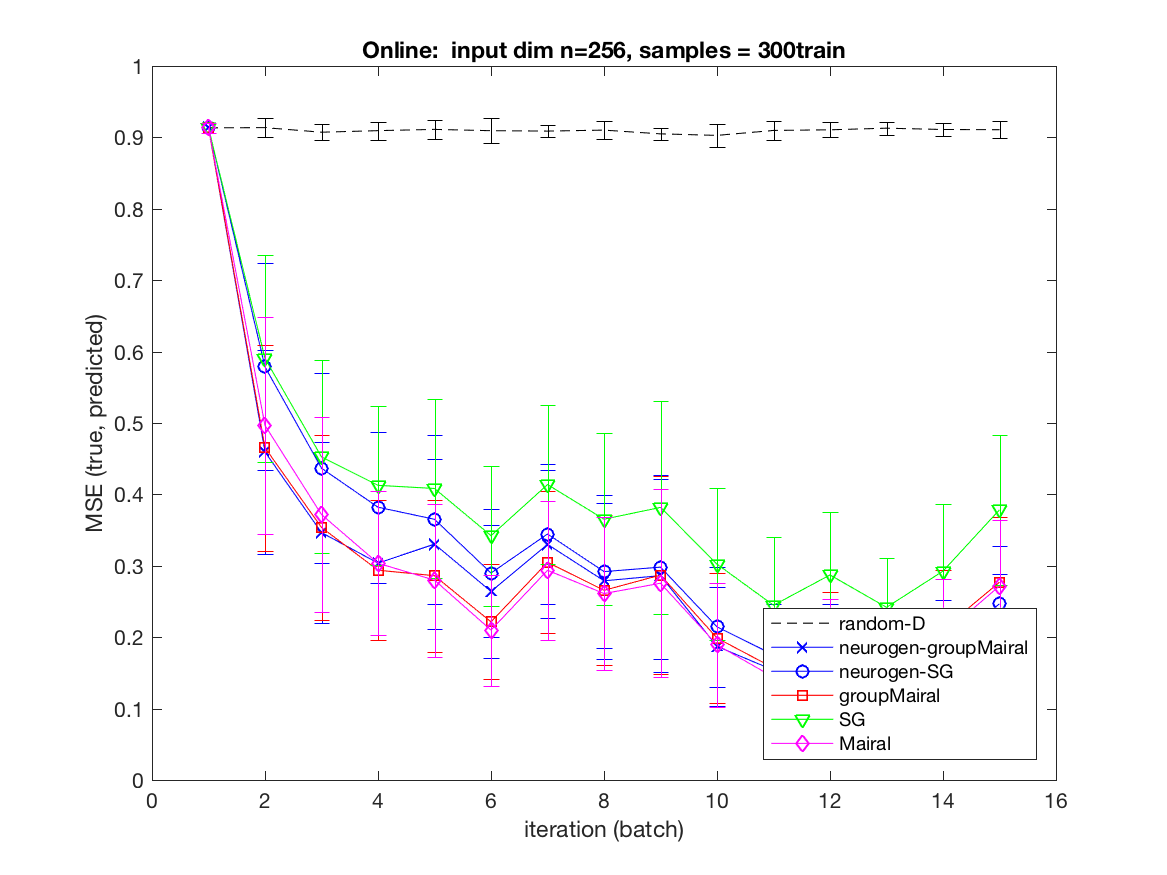 Online:  input dim n=256, samples = 300train
1
0.9
0.8
0.7
0.6
0.5
0.4
0.3
0.2
0.1
0
MSE (true, predicted)
random-D
neurogen-groupMairal
neurogen-SG
groupMairal
SG
Mairal
0 2 4 6 8 10 12 14 16
iteration (batch)